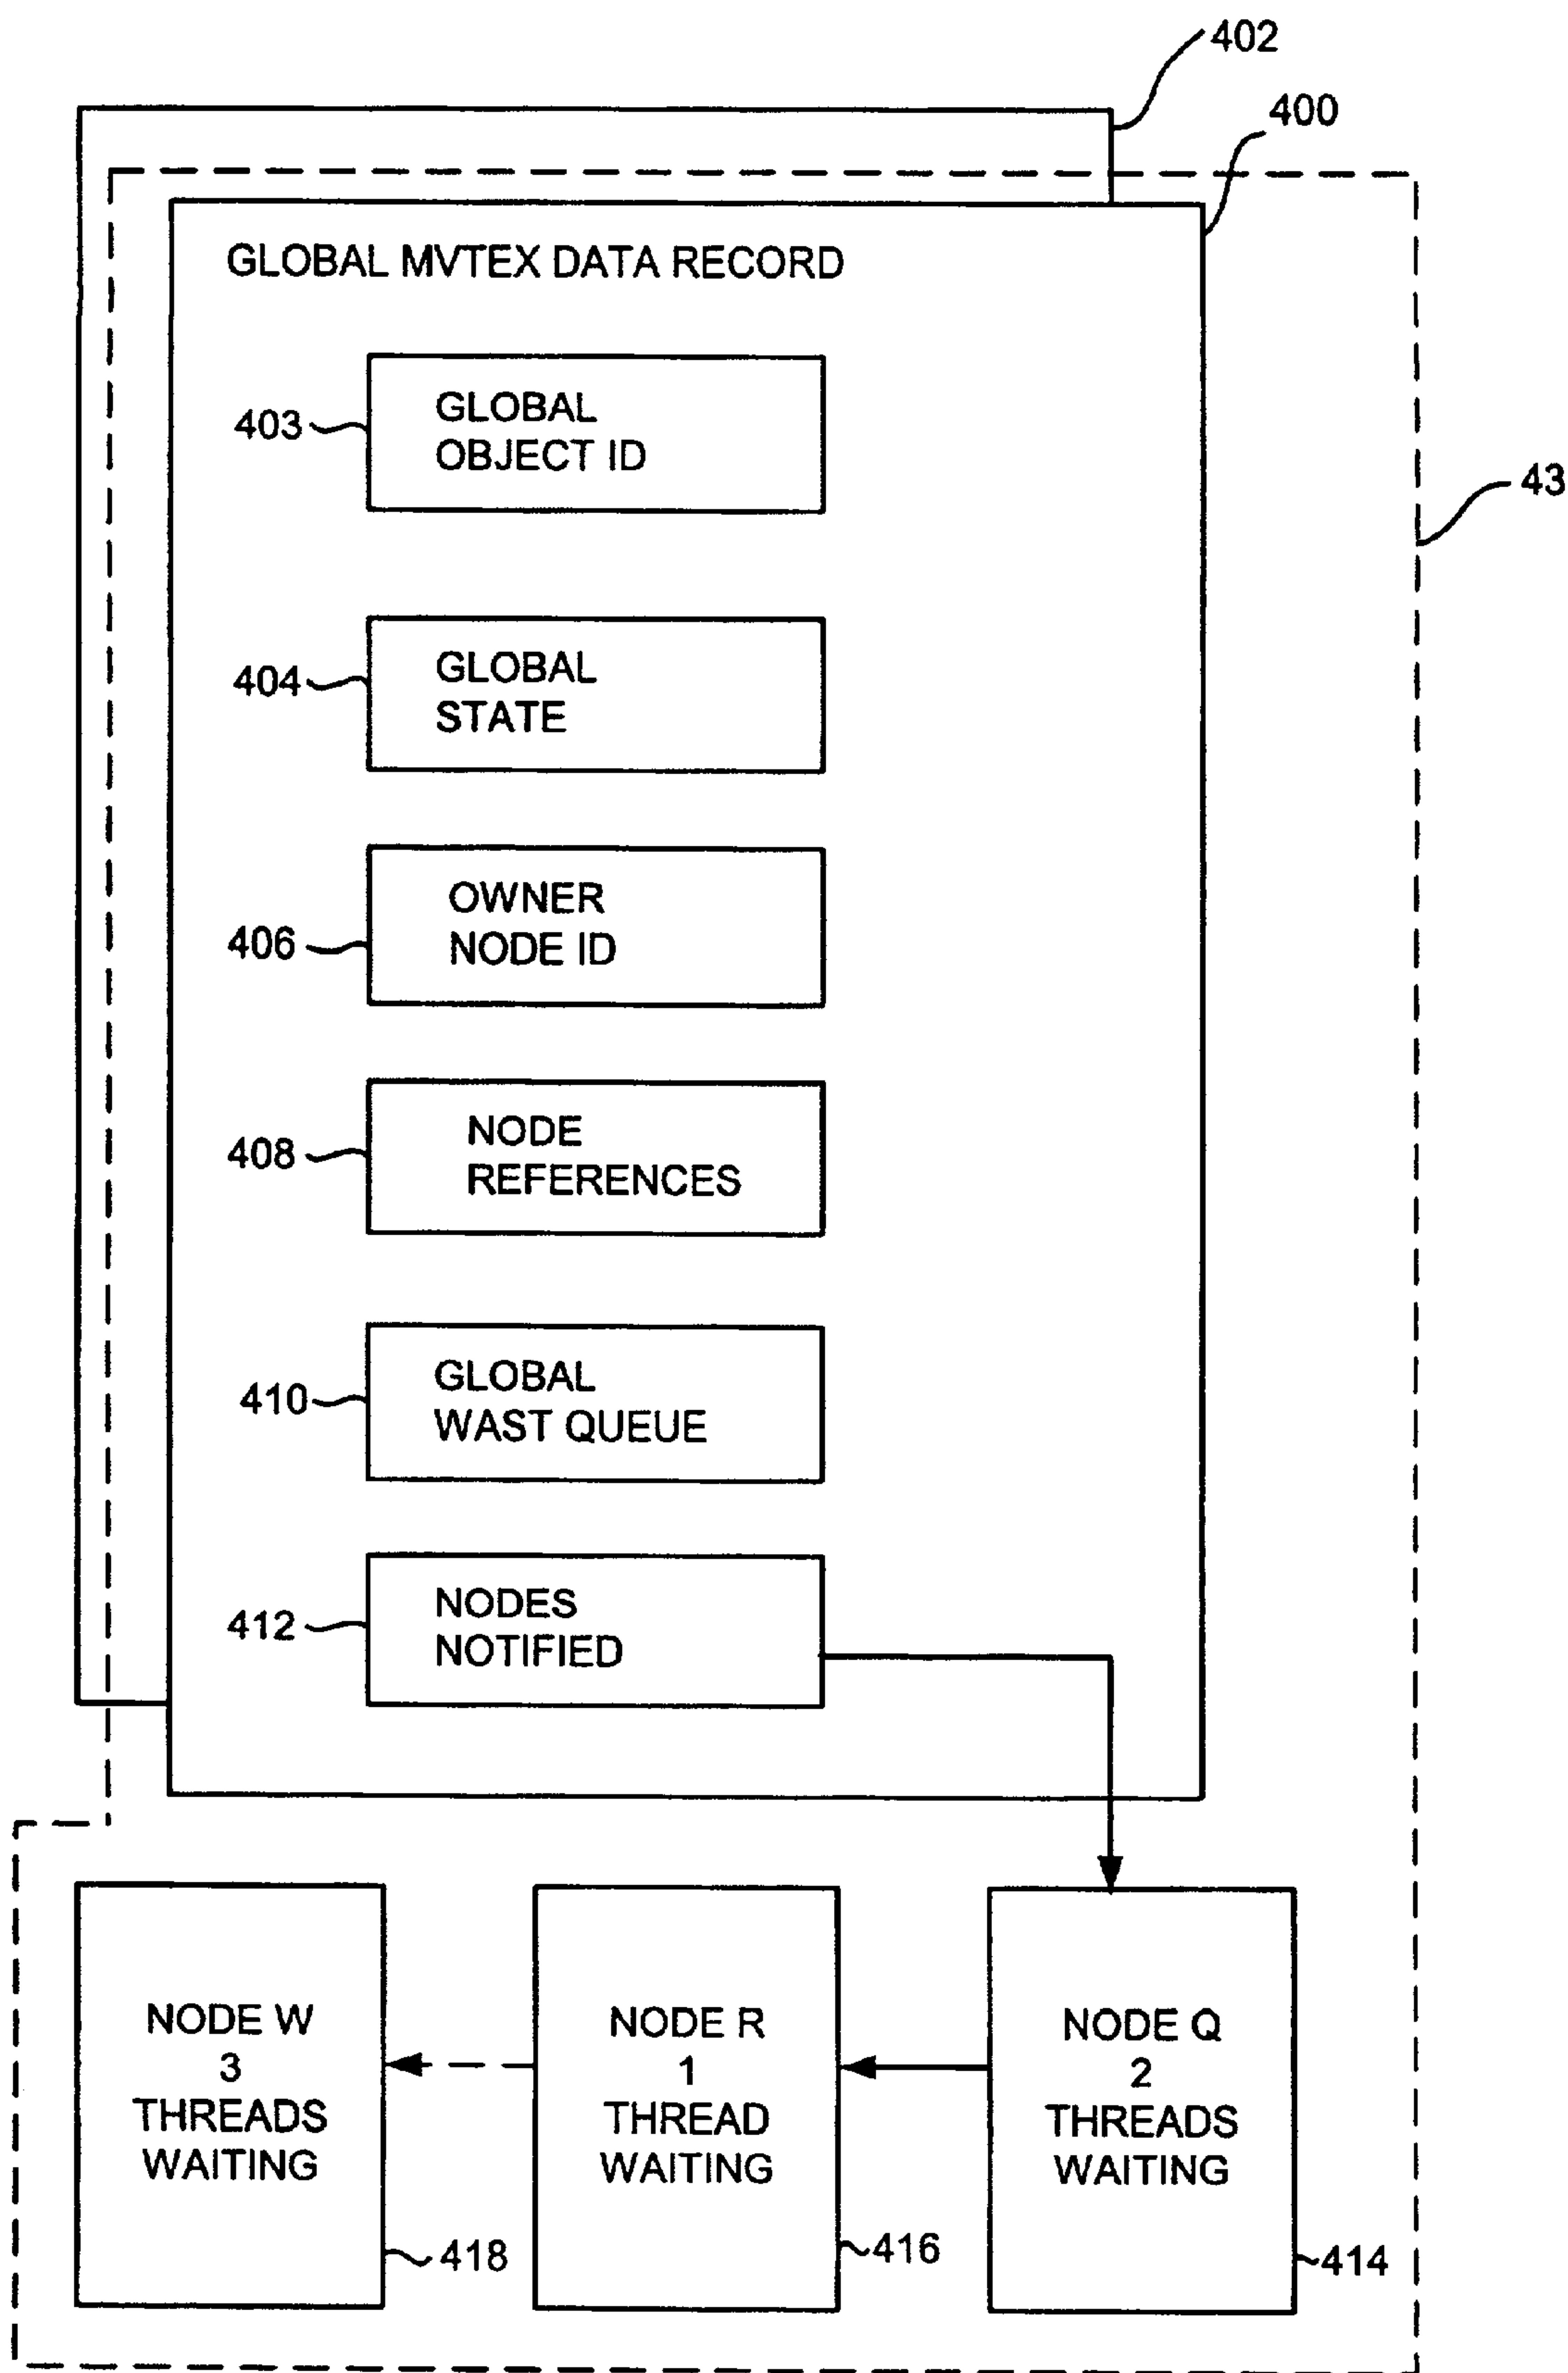 402
400
GLOBAL MVTEX DATA RECORD
403
GLOBAL
OBJECT ID
43
404
GLOBAL
STATE
406
OWNER
NODE ID
408
NODE
REFERENCES
410
GLOBAL
WAST QUEUE
412
NODES
NOTIFIED
NODE W
3
THREADS
WAITING
418
NODE R
1
THREAD
WAITING
416
NODE Q
2
THREADS
WAITING
414